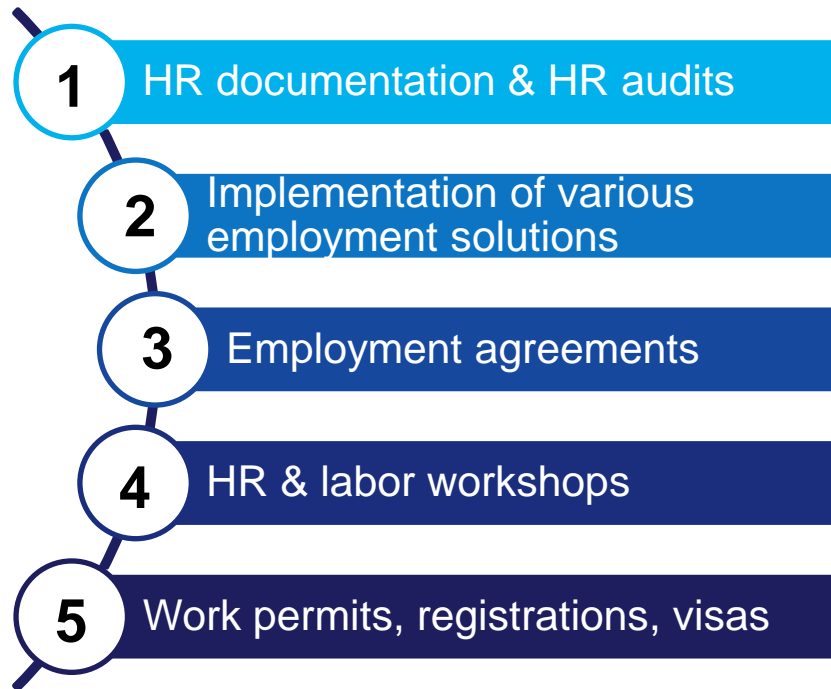 1
HR documentation & HR audits
2
Implementation of various
employment solutions
3
Employment agreements
4
HR & labor workshops
5
Work permits, registrations, visas